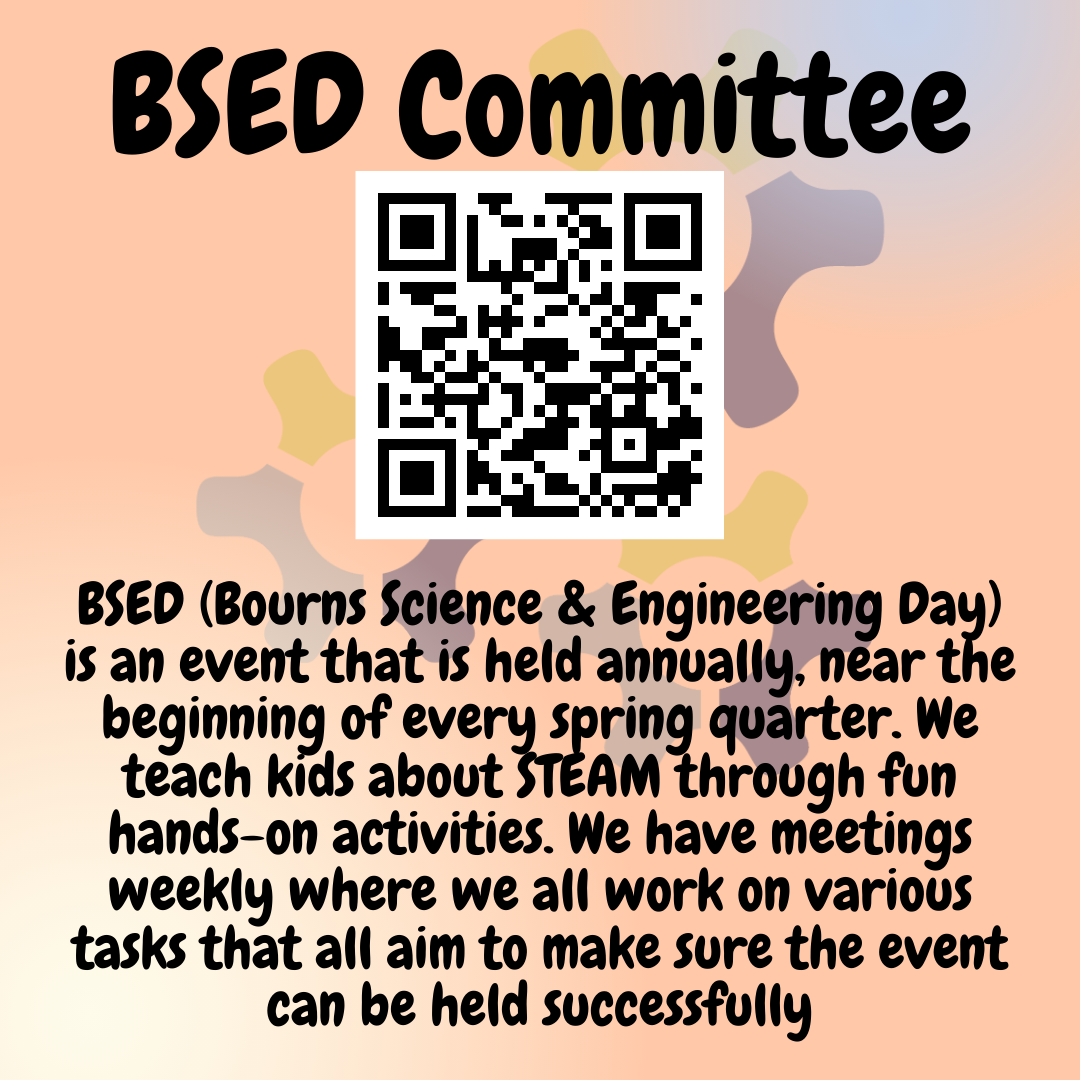 BSED Committee
BSED (Bourns Science & Engineering Day)
is an event that is held annually, near the
beginning of every spring quarter. We
teach kids about STEAM through fun
hands-on activities. We have meetings
weekly where we all work on various
tasks that all aim to make sure the event
can be held successfully